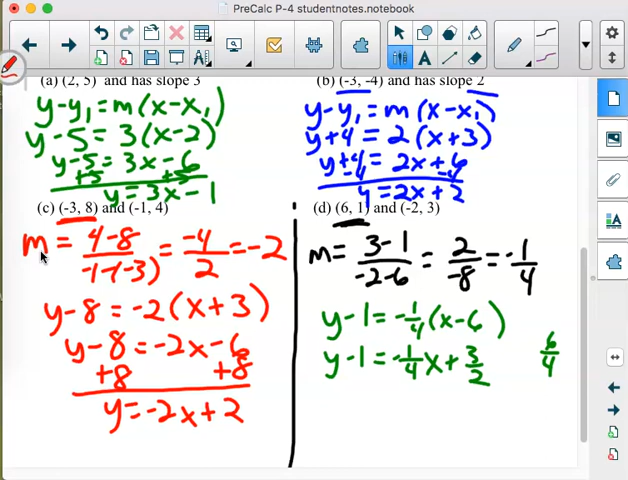 PreCalc P-4 studentnotes.notebook
(a) (2, 5) and has slope 3
y-y₁=m(x-x₁)
y-5=3(x-2)
y-5=3x-6
+5 +5
y=3x-1
(b) (-3, -4) and has slope 2
y-y₁=m(x-x₁)
y+4=2(x+3)
y+4=2x+6
-4 -4
y=2x+2
(c) (-3, 8) and (-1, 4)
m = 4-8/-1-(-3) = -4/2 = -2
y-8=-2(x+3)
y-8=-2x-6
+8 +8
y=-2x+2
(d) (6, 1) and (-2, 3)
m = 3-1/-2-6 = 2/-8 = -1/4
y-1=-1/4(x-6)
y-1=-1/4x+3/2
6/4